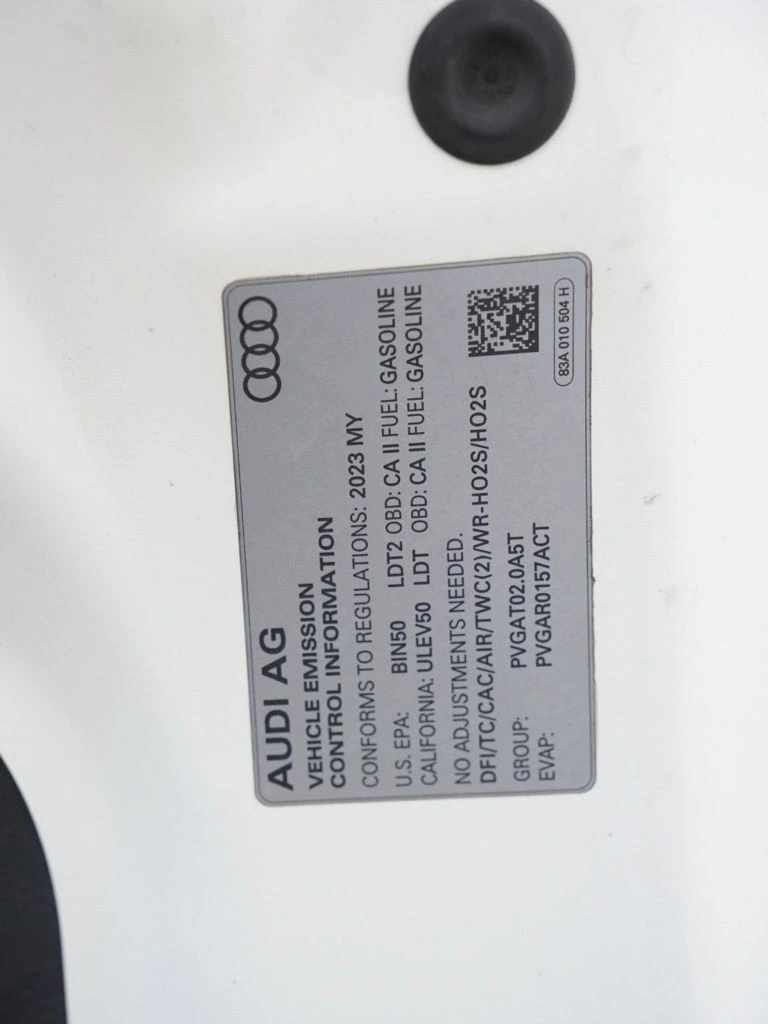 AUDI AG
VEHICLE EMISSION
CONTROL INFORMATION
CONFORMS TO REGULATIONS: 2023 MY
U.S. EPA: BIN50 LDT2 OBD: CA II FUEL: GASOLINE
CALIFORNIA: ULEV50 LDT OBD: CA II FUEL: GASOLINE
NO ADJUSTMENTS NEEDED.
DFI/TC/CAC/AIR/TWC(2)/WR-HO2S/HO2S
GROUP: PVGAT02.0A5T
EVAP: PVGAR0157ACT
83A 010 504 H